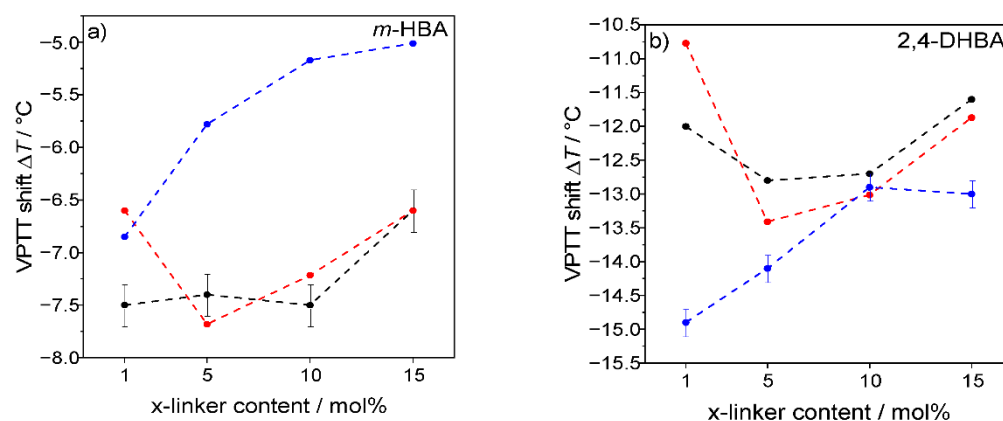 a)
m-HBA
VPTT shift ΔT / °C
−5.0
−5.5
−6.0
−6.5
−7.0
−7.5
−8.0
1 5 10 15
x-linker content / mol%
b)
2,4-DHBA
VPTT shift ΔT / °C
−10.5
−11.0
−11.5
−12.0
−12.5
−13.0
−13.5
−14.0
−14.5
−15.0
−15.5
1 5 10 15
x-linker content / mol%